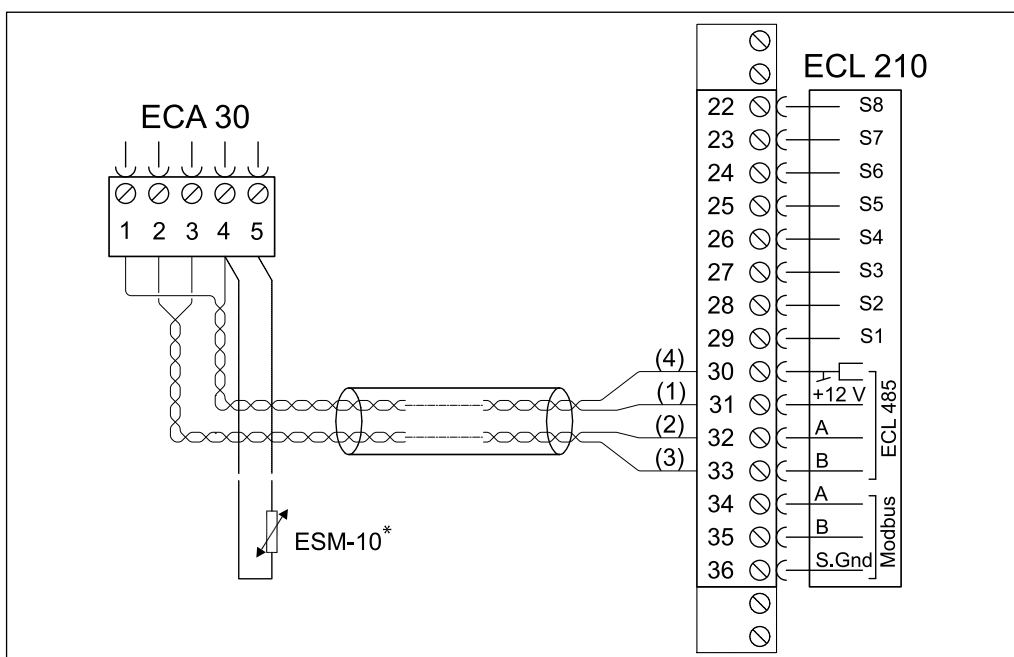 ECL 210
ECA 30
1 2 3 4 5
22 S8
23 S7
24 S6
25 S5
26 S4
27 S3
28 S2
29 S1
(4) 30
+12 V
(1) 31
(2) 32 A
(3) 33 B
ECL 485
34 A
35 B
36 S.Gnd
Modbus
ESM-10*